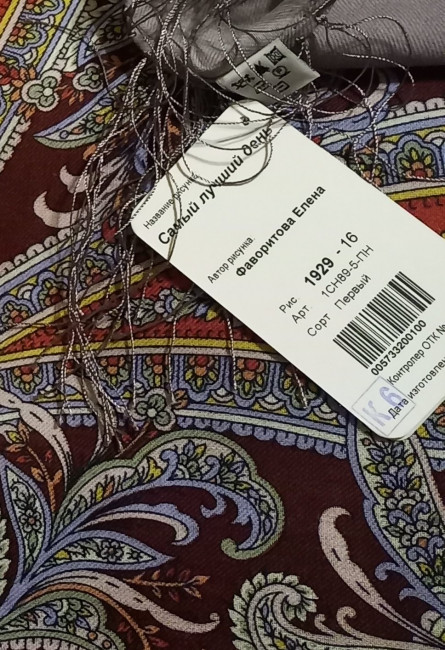 Название рисунка
Самый лучший день
Автор рисунка
Фаворитова Елена
Рис 1929 - 16
Арт 1СН89-5-ПН
Сорт Первый
005733200100
Контролер ОТК №
Дата изготовлен
К 6